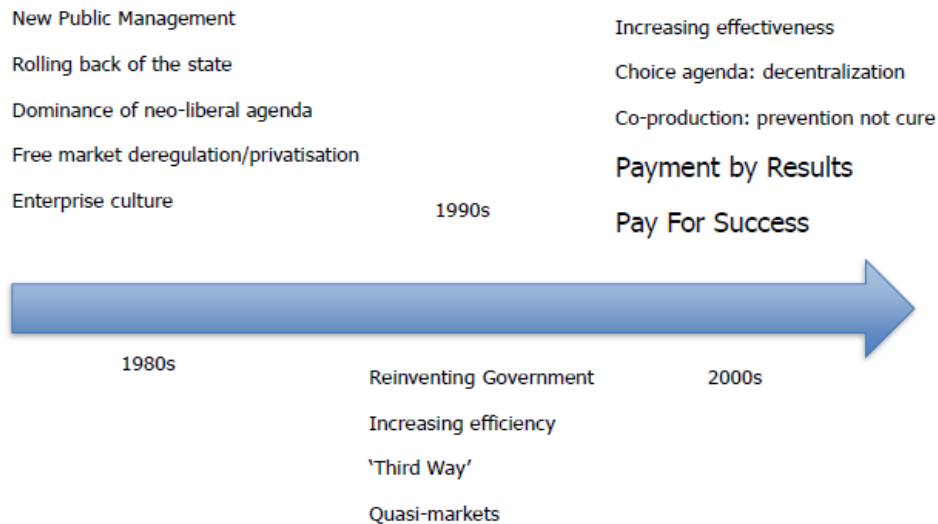 New Public Management
Rolling back of the state
Dominance of neo-liberal agenda
Free market deregulation/privatisation
Enterprise culture
1990s
Increasing effectiveness
Choice agenda: decentralization
Co-production: prevention not cure
Payment by Results
Pay For Success
1980s
Reinventing Government
Increasing efficiency
‘Third Way’
Quasi-markets
2000s